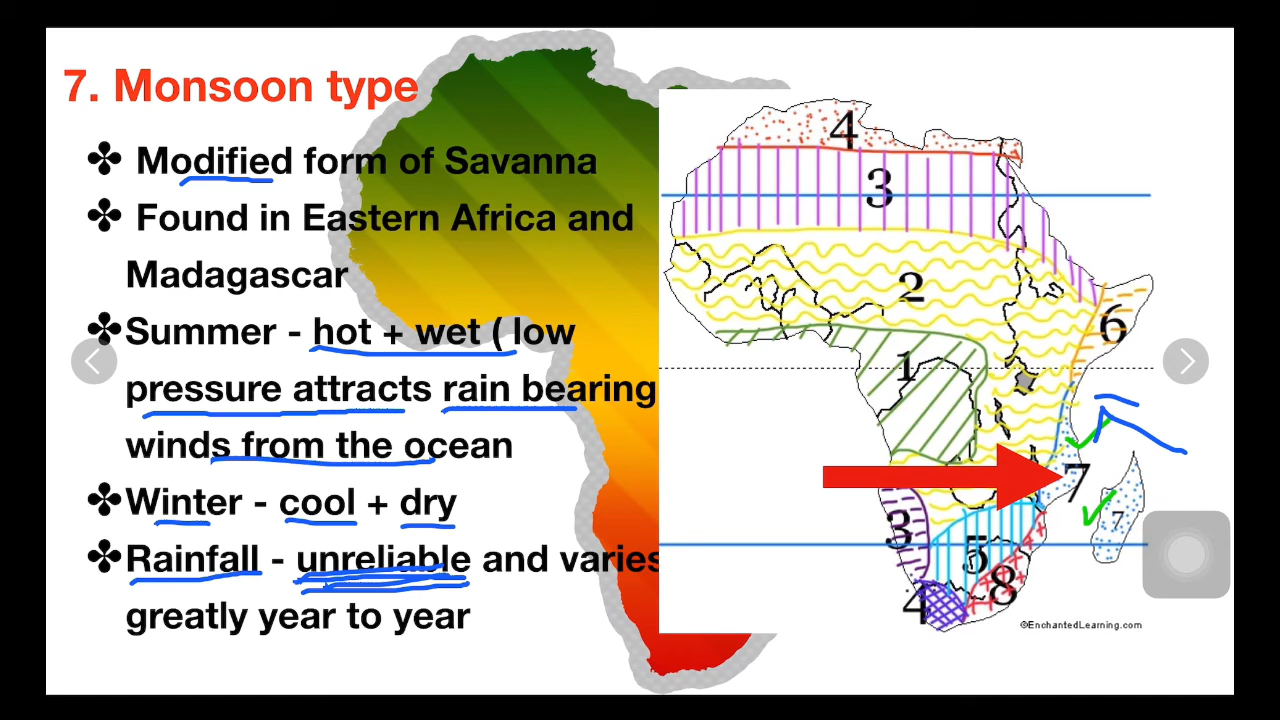 7. Monsoon type
✤ Modified form of Savanna
✤ Found in Eastern Africa and
Madagascar
✤ Summer - hot + wet ( low
pressure attracts rain bearing
winds from the ocean
✤ Winter - cool + dry
✤ Rainfall - unreliable and varies
greatly year to year
4
3
2
6
1
7
7
3
5
8
4
©EnchantedLearning.com